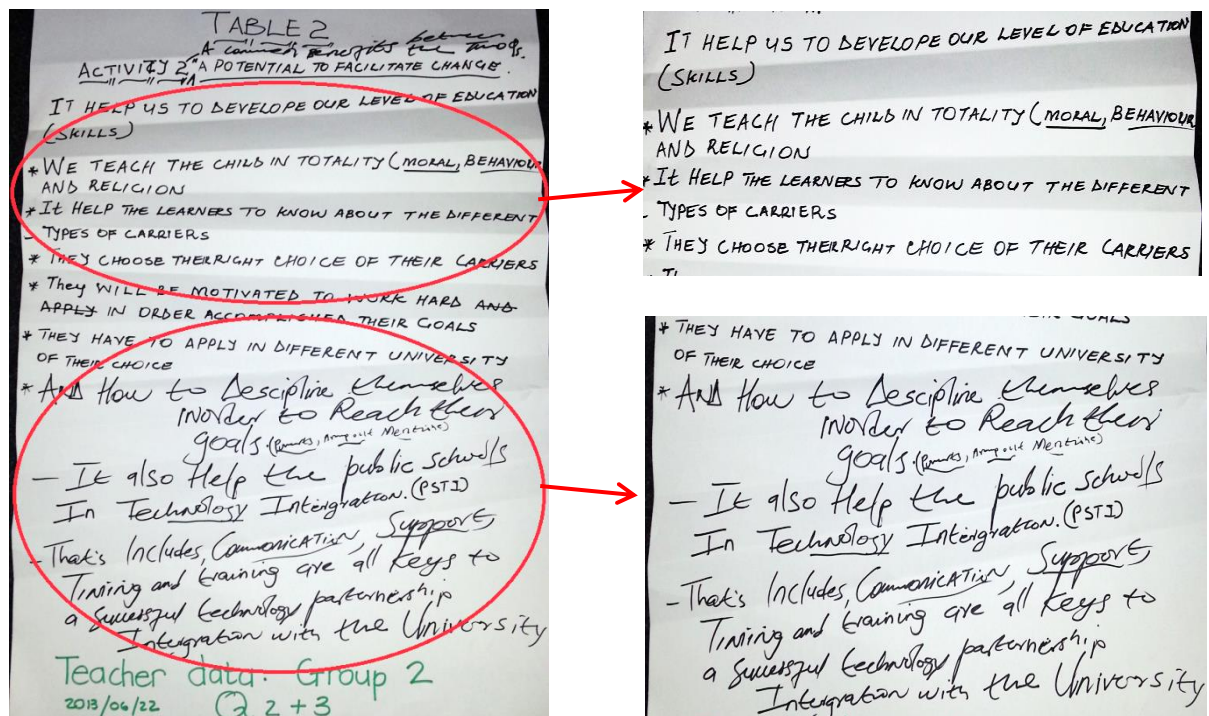 TABLE 2
A common benefits between the two gps.
ACTIVITY 2 "A POTENTIAL TO FACILITATE CHANGE.
IT HELP US TO DEVELOPE OUR LEVEL OF EDUCATION
(SKILLS)
* WE TEACH THE CHILD IN TOTALITY (MORAL, BEHAVIOUR
AND RELIGION
* It HELP THE LEARNERS TO KNOW ABOUT THE DIFFERENT
- TYPES OF CARRIERS
* THEY CHOOSE THERRIGHT CHOICE OF THEIR CARRIERS
* They WILL BE MOTIVATED TO WORK HARD AND
APPLY IN ORDER ACCOMPLISHED THEIR GOALS
* THEY HAVE TO APPLY IN DIFFERENT UNIVERSITY
OF THEIR CHOICE
* AND How to Descipline themselves
inorder to Reach their
goals.
- It also Help the public schools
In Technology Intergration. (PSTI)
- That's Includes, Communication, Support,
Timing and training are all Keys to
a Successful technology parternership
Intergration with the University
Teacher data: Group 2
2013/06/22 Q 2 + 3
IT HELP US TO DEVELOPE OUR LEVEL OF EDUCATION
(SKILLS)
* WE TEACH THE CHILD IN TOTALITY (MORAL, BEHAVIOUR
AND RELIGION
* It HELP THE LEARNERS TO KNOW ABOUT THE DIFFERENT
- TYPES OF CARRIERS
* THEY CHOOSE THERRIGHT CHOICE OF THEIR CARRIERS
* THEY HAVE TO APPLY IN DIFFERENT UNIVERSITY
OF THEIR CHOICE
* AND How to Descipline themselves
inorder to Reach their
goals.
- It also Help the public schools
In Technology Intergration. (PSTI)
- That's Includes, Communication, Support,
Timing and training are all Keys to
a Successful technology parternership
Intergration with the University